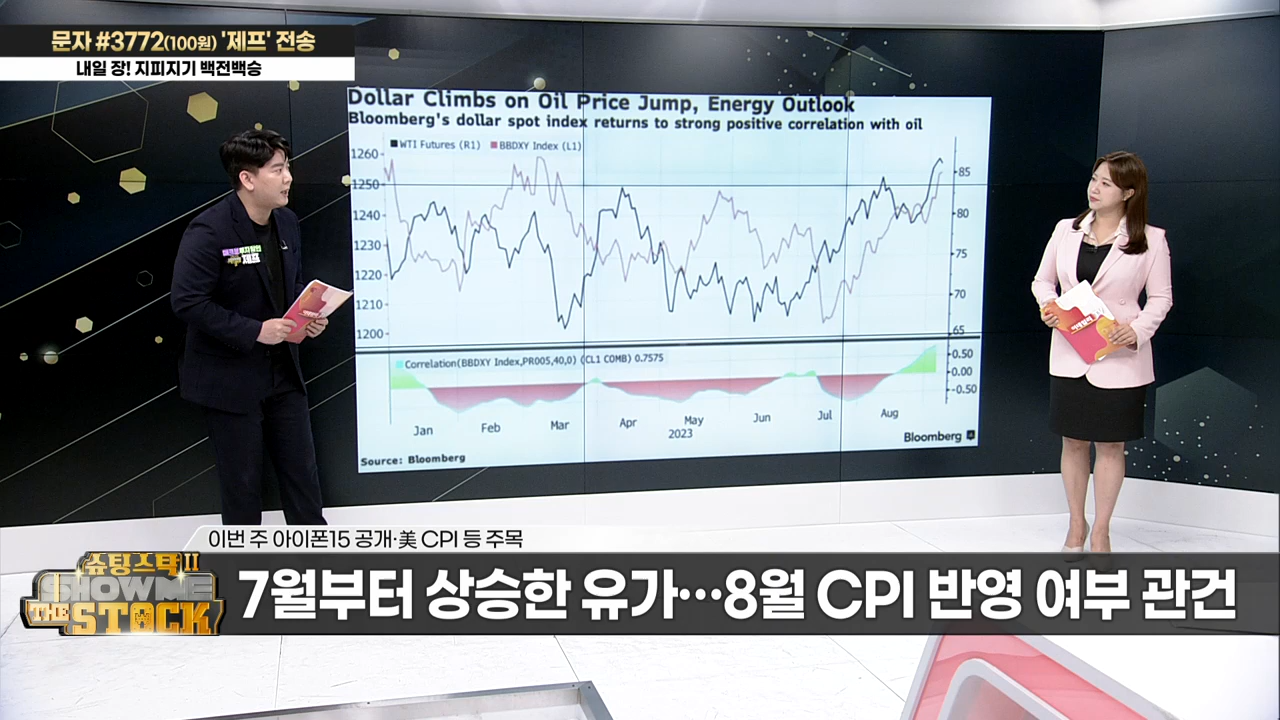 문자 #3772(100원) '제프' 전송
내일 장! 지피지기 백전백승
Dollar Climbs on Oil Price Jump, Energy Outlook
Bloomberg's dollar spot index returns to strong positive correlation with oil
WTI Futures (R1) BBDXY Index (L1)
1260
1250
1240
1230
1220
1210
1200
85
80
75
70
65
Correlation(BBDXY Index,PR005,40,0) (CL1 COMB) 0.7575
0.50
0.00
-0.50
Jan Feb Mar Apr May Jun Jul Aug
2023
Source: Bloomberg
Bloomberg
제프
이번 주 아이폰15 공개·美 CPI 등 주목
슈팅스탁 II
SHOW ME
THE STOCK
7월부터 상승한 유가…8월 CPI 반영 여부 관건